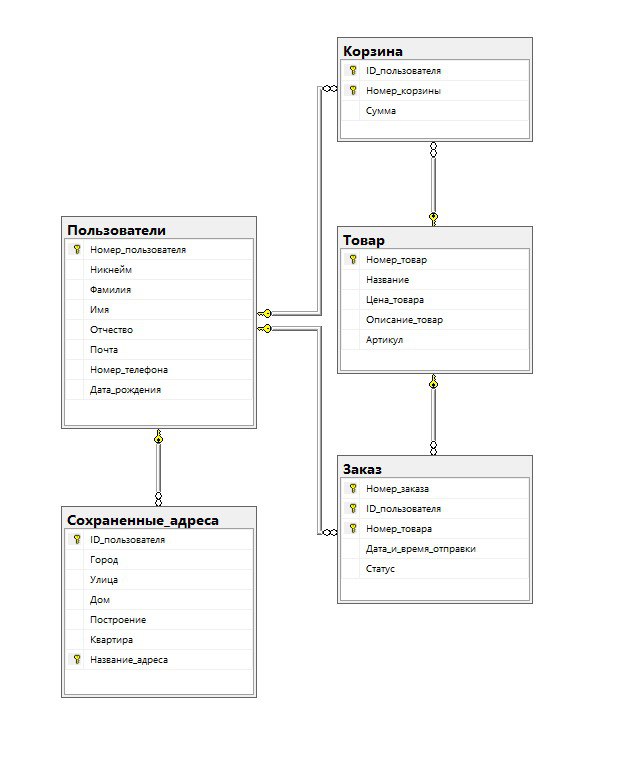 Корзина
ID_пользователя
Номер_корзины
Сумма
Пользователи
Номер_пользователя
Никнейм
Фамилия
Имя
Отчество
Почта
Номер_телефона
Дата_рождения
Товар
Номер_товар
Название
Цена_товара
Описание_товар
Артикул
Заказ
Номер_заказа
ID_пользователя
Номер_товара
Дата_и_время_отправки
Статус
Сохраненные_адреса
ID_пользователя
Город
Улица
Дом
Построение
Квартира
Название_адреса